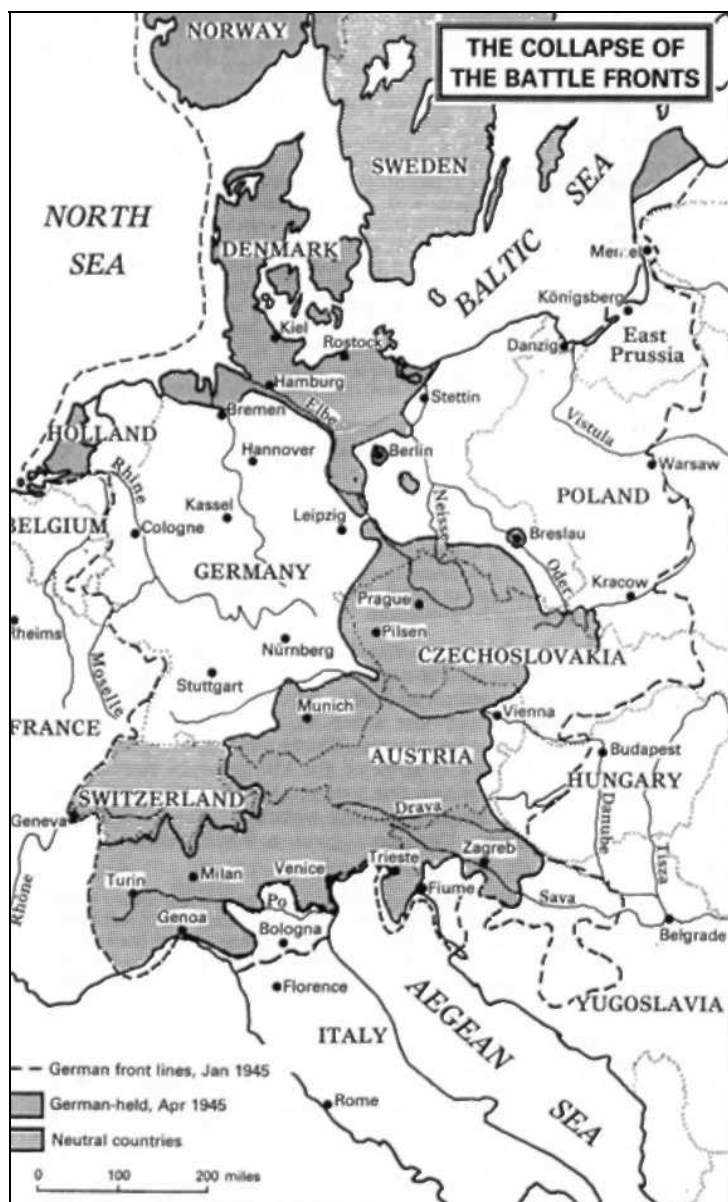 NORWAY
THE COLLAPSE OF
THE BATTLE FRONTS
SWEDEN
NORTH
SEA
BALTIC SEA
DENMARK
Memel
Königsberg
East
Prussia
Kiel
Rostock
Danzig
Hamburg
Stettin
Elbe
Bremen
Vistula
HOLLAND
Hannover
Berlin
Warsaw
Rhine
POLAND
Kassel
Neisse
BELGIUM
Cologne
Leipzig
Breslau
GERMANY
Oder
Kracow
Prague
Rheims
Nürnberg
Pilsen
CZECHOSLOVAKIA
Moselle
Stuttgart
FRANCE
Munich
Vienna
AUSTRIA
Budapest
SWITZERLAND
HUNGARY
Geneva
Drava
Danube
Tisza
Zagreb
Rhône
Turin
Milan
Venice
Trieste
Fiume
Sava
Po
Genoa
Bologna
Belgrade
Florence
AEGEAN
SEA
YUGOSLAVIA
ITALY
German front lines, Jan 1945
German-held, Apr 1945
Rome
Neutral countries
0 100 200 miles